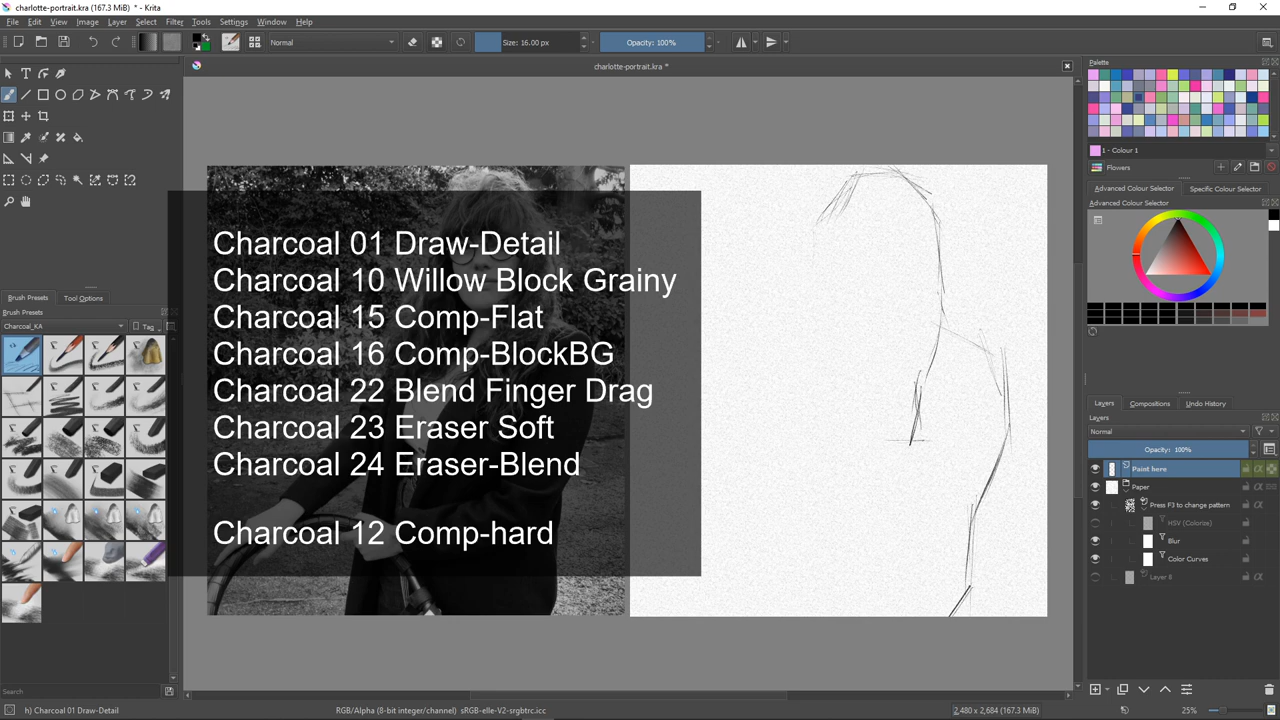 charlotte-portrait.kra (167.3 MiB) * - Krita
File Edit View Image Layer Select Filter Tools Settings Window Help
Normal
Size: 16.00 px
Opacity: 100%
charlotte-portrait.kra *
Palette
1 - Colour 1
Flowers
Advanced Colour Selector
Specific Colour Selector
Advanced Colour Selector
Charcoal 01 Draw-Detail
Charcoal 10 Willow Block Grainy
Charcoal 15 Comp-Flat
Charcoal 16 Comp-BlockBG
Charcoal 22 Blend Finger Drag
Charcoal 23 Eraser Soft
Charcoal 24 Eraser-Blend
Charcoal 12 Comp-hard
Brush Presets
Tool Options
Brush Presets
Charcoal_KA
Tag
Layers
Compositions
Undo History
Layers
Normal
Opacity: 100%
Paint here
Paper
Press F3 to change pattern
HSV (Colorize)
Blur
Color Curves
Layer 8
Search
h) Charcoal 01 Draw-Detail
RGB/Alpha (8-bit integer/channel) sRGB-elle-V2-srgbtrc.icc
2,480 x 2,684 (167.3 MiB)
25%